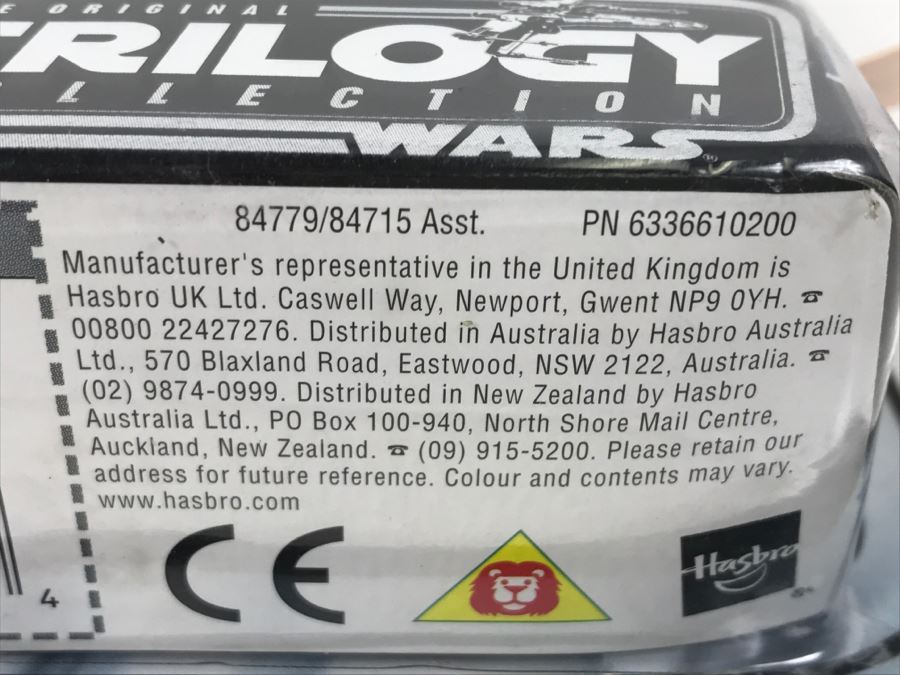 E ORIGINAL
TRILOGY
LLECTION
WARS
84779/84715 Asst. PN 6336610200
Manufacturer's representative in the United Kingdom is
Hasbro UK Ltd. Caswell Way, Newport, Gwent NP9 0YH. ☎
00800 22427276. Distributed in Australia by Hasbro Australia
Ltd., 570 Blaxland Road, Eastwood, NSW 2122, Australia. ☎
(02) 9874-0999. Distributed in New Zealand by Hasbro
Australia Ltd., PO Box 100-940, North Shore Mail Centre,
Auckland, New Zealand. ☎ (09) 915-5200. Please retain our
address for future reference. Colour and contents may vary.
www.hasbro.com
4
CE
Hasbro